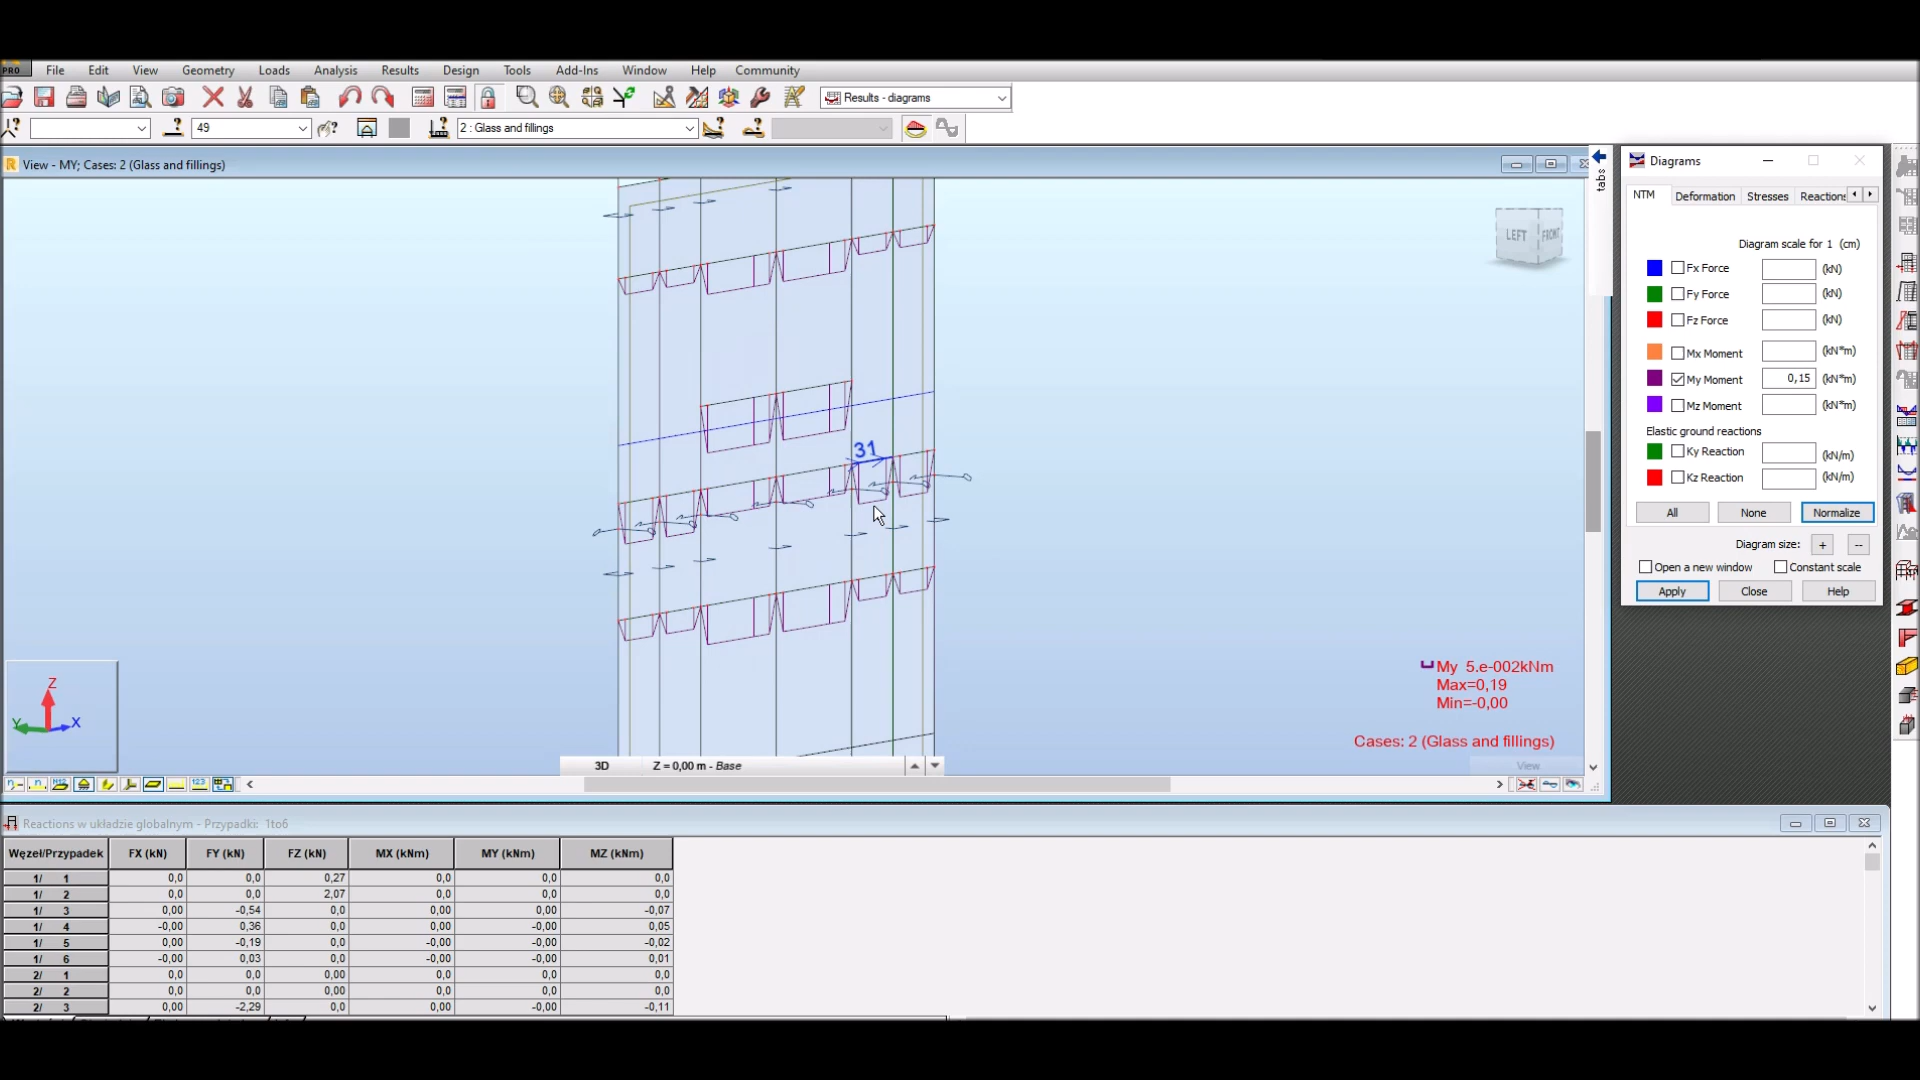 PRO
File Edit View Geometry Loads Analysis Results Design Tools Add-Ins Window Help Community
Results - diagrams
49 2 : Glass and fillings
View - MY; Cases: 2 (Glass and fillings)
tabs
LEFT FRONT
31
My 5.e-002kNm
Max=0,19
Min=-0,00
Cases: 2 (Glass and fillings)
Z
Y X
3D Z = 0,00 m - Base
View
Diagrams
NTM Deformation Stresses Reactions
Diagram scale for 1 (cm)
Fx Force (kN)
Fy Force (kN)
Fz Force (kN)
Mx Moment (kN*m)
My Moment 0,15 (kN*m)
Mz Moment (kN*m)
Elastic ground reactions
Ky Reaction (kN/m)
Kz Reaction (kN/m)
All None Normalize
Diagram size: + --
Open a new window Constant scale
Apply Close Help
Reactions w układzie globalnym - Przypadki: 1to6
Węzeł/Przypadek FX (kN) FY (kN) FZ (kN) MX (kNm) MY (kNm) MZ (kNm)
1/ 1 0,0 0,0 0,27 0,0 0,0 0,0
1/ 2 0,0 0,0 2,07 0,0 0,0 0,0
1/ 3 0,00 -0,54 0,0 0,00 0,00 -0,07
1/ 4 -0,00 0,36 0,0 0,00 -0,00 0,05
1/ 5 0,00 -0,19 0,0 -0,00 -0,00 -0,02
1/ 6 -0,00 0,03 0,0 -0,00 -0,00 0,01
2/ 1 0,0 0,0 0,00 0,0 0,0 0,0
2/ 2 0,0 0,0 0,00 0,0 0,0 0,0
2/ 3 0,00 -2,29 0,0 0,00 -0,00 -0,11